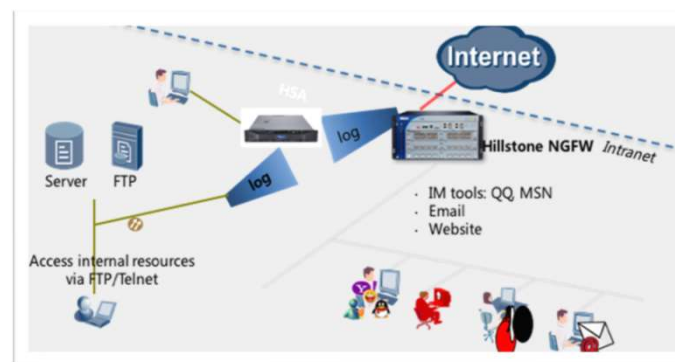 Internet
HSA
log
Hillstone NGFW Intranet
log
Server FTP
· IM tools: QQ, MSN
· Email
· Website
Access internal resources
via FTP/Telnet